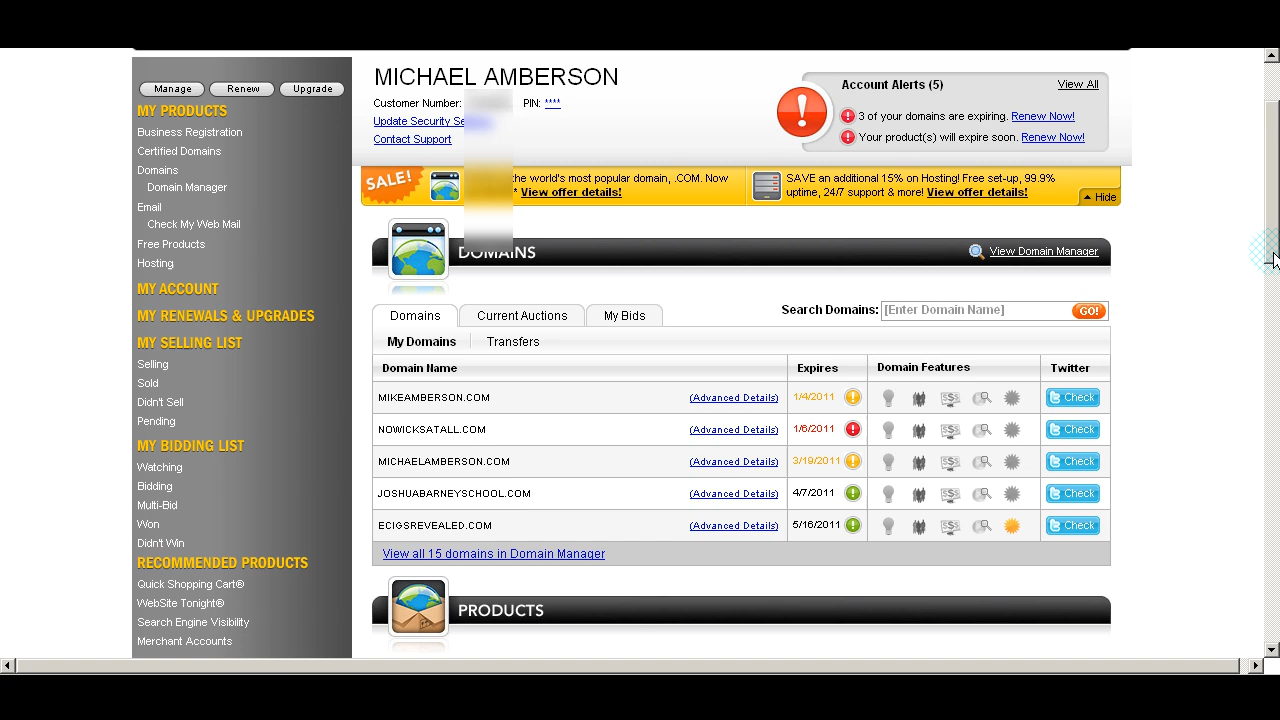 MICHAEL AMBERSON
Customer Number: PIN: ****
Update Security Se
Contact Support
Account Alerts (5) View All
3 of your domains are expiring. Renew Now!
Your product(s) will expire soon. Renew Now!
Manage Renew Upgrade
MY PRODUCTS
Business Registration
Certified Domains
Domains
Domain Manager
Email
Check My Web Mail
Free Products
Hosting
MY ACCOUNT
MY RENEWALS & UPGRADES
MY SELLING LIST
Selling
Sold
Didn't Sell
Pending
MY BIDDING LIST
Watching
Bidding
Multi-Bid
Won
Didn't Win
RECOMMENDED PRODUCTS
Quick Shopping Cart®
WebSite Tonight®
Search Engine Visibility
Merchant Accounts
SALE!
the world's most popular domain, .COM. Now
* View offer details!
SAVE an additional 15% on Hosting! Free set-up, 99.9%
uptime, 24/7 support & more! View offer details!
Hide
DOMAINS
View Domain Manager
Domains Current Auctions My Bids
Search Domains: [Enter Domain Name] GO!
My Domains Transfers
Domain Name Expires Domain Features Twitter
MIKEAMBERSON.COM (Advanced Details) 1/4/2011 Check
NOWICKSATALL.COM (Advanced Details) 1/6/2011 Check
MICHAELAMBERSON.COM (Advanced Details) 3/19/2011 Check
JOSHUABARNEYSCHOOL.COM (Advanced Details) 4/7/2011 Check
ECIGSREVEALED.COM (Advanced Details) 5/16/2011 Check
View all 15 domains in Domain Manager
PRODUCTS